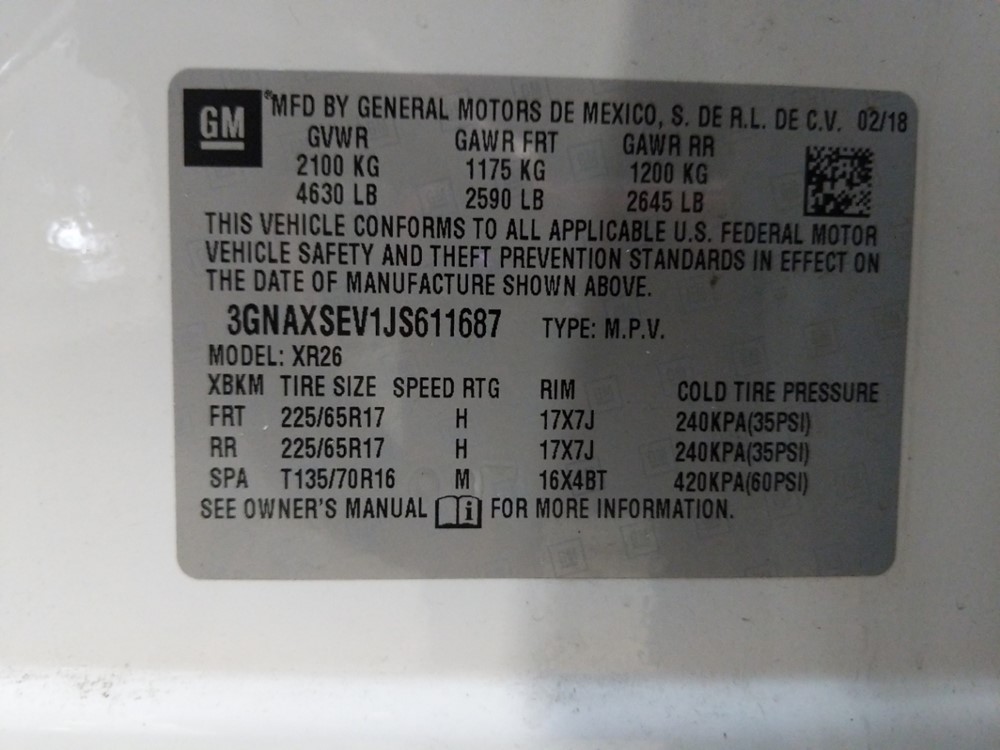 GM
MFD BY GENERAL MOTORS DE MEXICO, S. DE R.L. DE C.V. 02/18
GVWR GAWR FRT GAWR RR
2100 KG 1175 KG 1200 KG
4630 LB 2590 LB 2645 LB
THIS VEHICLE CONFORMS TO ALL APPLICABLE U.S. FEDERAL MOTOR
VEHICLE SAFETY AND THEFT PREVENTION STANDARDS IN EFFECT ON
THE DATE OF MANUFACTURE SHOWN ABOVE.
3GNAXSEV1JS611687 TYPE: M.P.V.
MODEL: XR26
XBKM TIRE SIZE SPEED RTG RIM COLD TIRE PRESSURE
FRT 225/65R17 H 17X7J 240KPA(35PSI)
RR 225/65R17 H 17X7J 240KPA(35PSI)
SPA T135/70R16 M 16X4BT 420KPA(60PSI)
SEE OWNER'S MANUAL i FOR MORE INFORMATION.